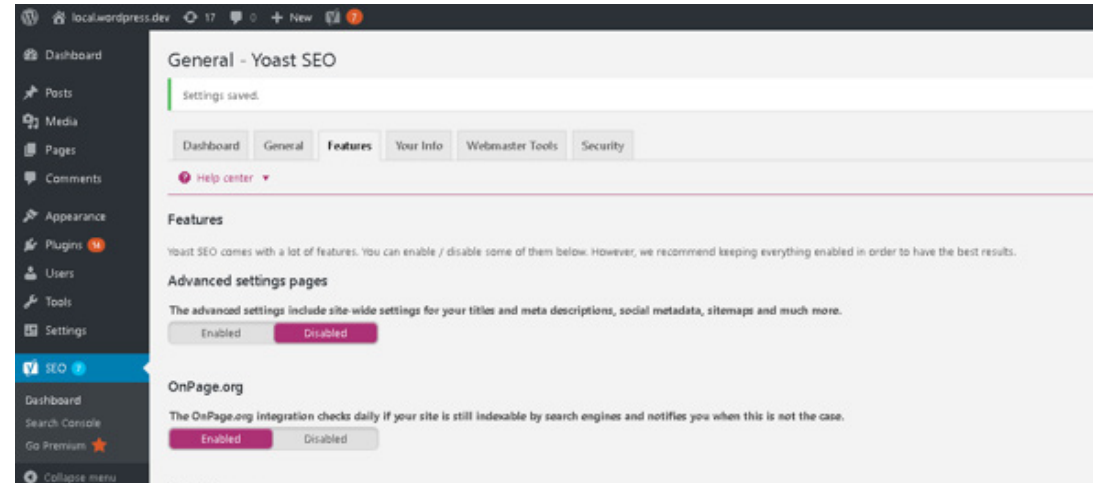 local.wordpress.dev 17 0 + New 7
Dashboard
Posts
Media
Pages
Comments
Appearance
Plugins 14
Users
Tools
Settings
SEO 7
Dashboard
Search Console
Go Premium
Collapse menu
General - Yoast SEO
Settings saved.
Dashboard General Features Your Info Webmaster Tools Security
Help center
Features
Yoast SEO comes with a lot of features. You can enable / disable some of them below. However, we recommend keeping everything enabled in order to have the best results.
Advanced settings pages
The advanced settings include site-wide settings for your titles and meta descriptions, social metadata, sitemaps and much more.
Enabled Disabled
OnPage.org
The OnPage.org integration checks daily if your site is still indexable by search engines and notifies you when this is not the case.
Enabled Disabled